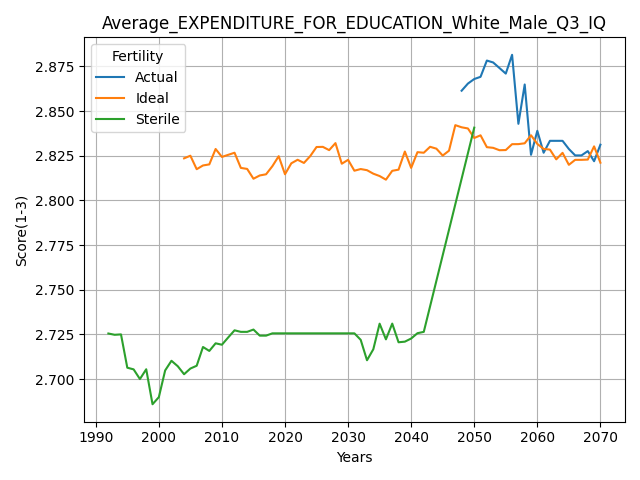 Average_EXPENDITURE_FOR_EDUCATION_White_Male_Q3_IQ
Fertility
Actual
Ideal
Sterile
Score(1-3)
2.875
2.850
2.825
2.800
2.775
2.750
2.725
2.700
1990 2000 2010 2020 2030 2040 2050 2060 2070
Years